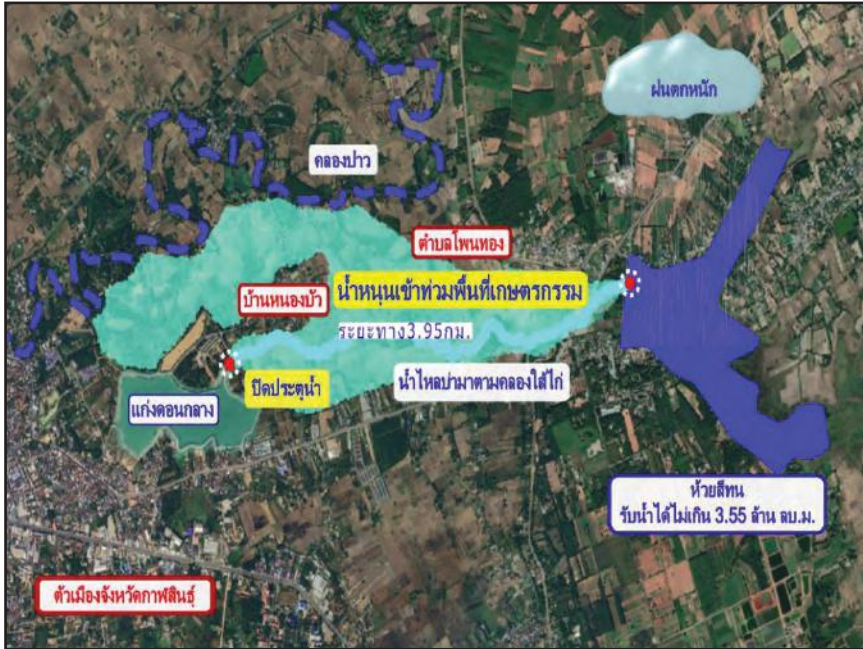 ฝนตกหนัก
คลองปาว
ตำบลโพนทอง
บ้านหนองบัว
น้ำหนุนเข้าท่วมพื้นที่เกษตรกรรม
ระยะทาง3.95กม.
ปิดประตูน้ำ
น้ำไหลบ่ามาตามคลองใส้ไก่
แก่งดอนกลาง
ห้วยสีทน
รับน้ำได้ไม่เกิน 3.55 ล้าน ลบ.ม.
ตัวเมืองจังหวัดกาฬสินธุ์